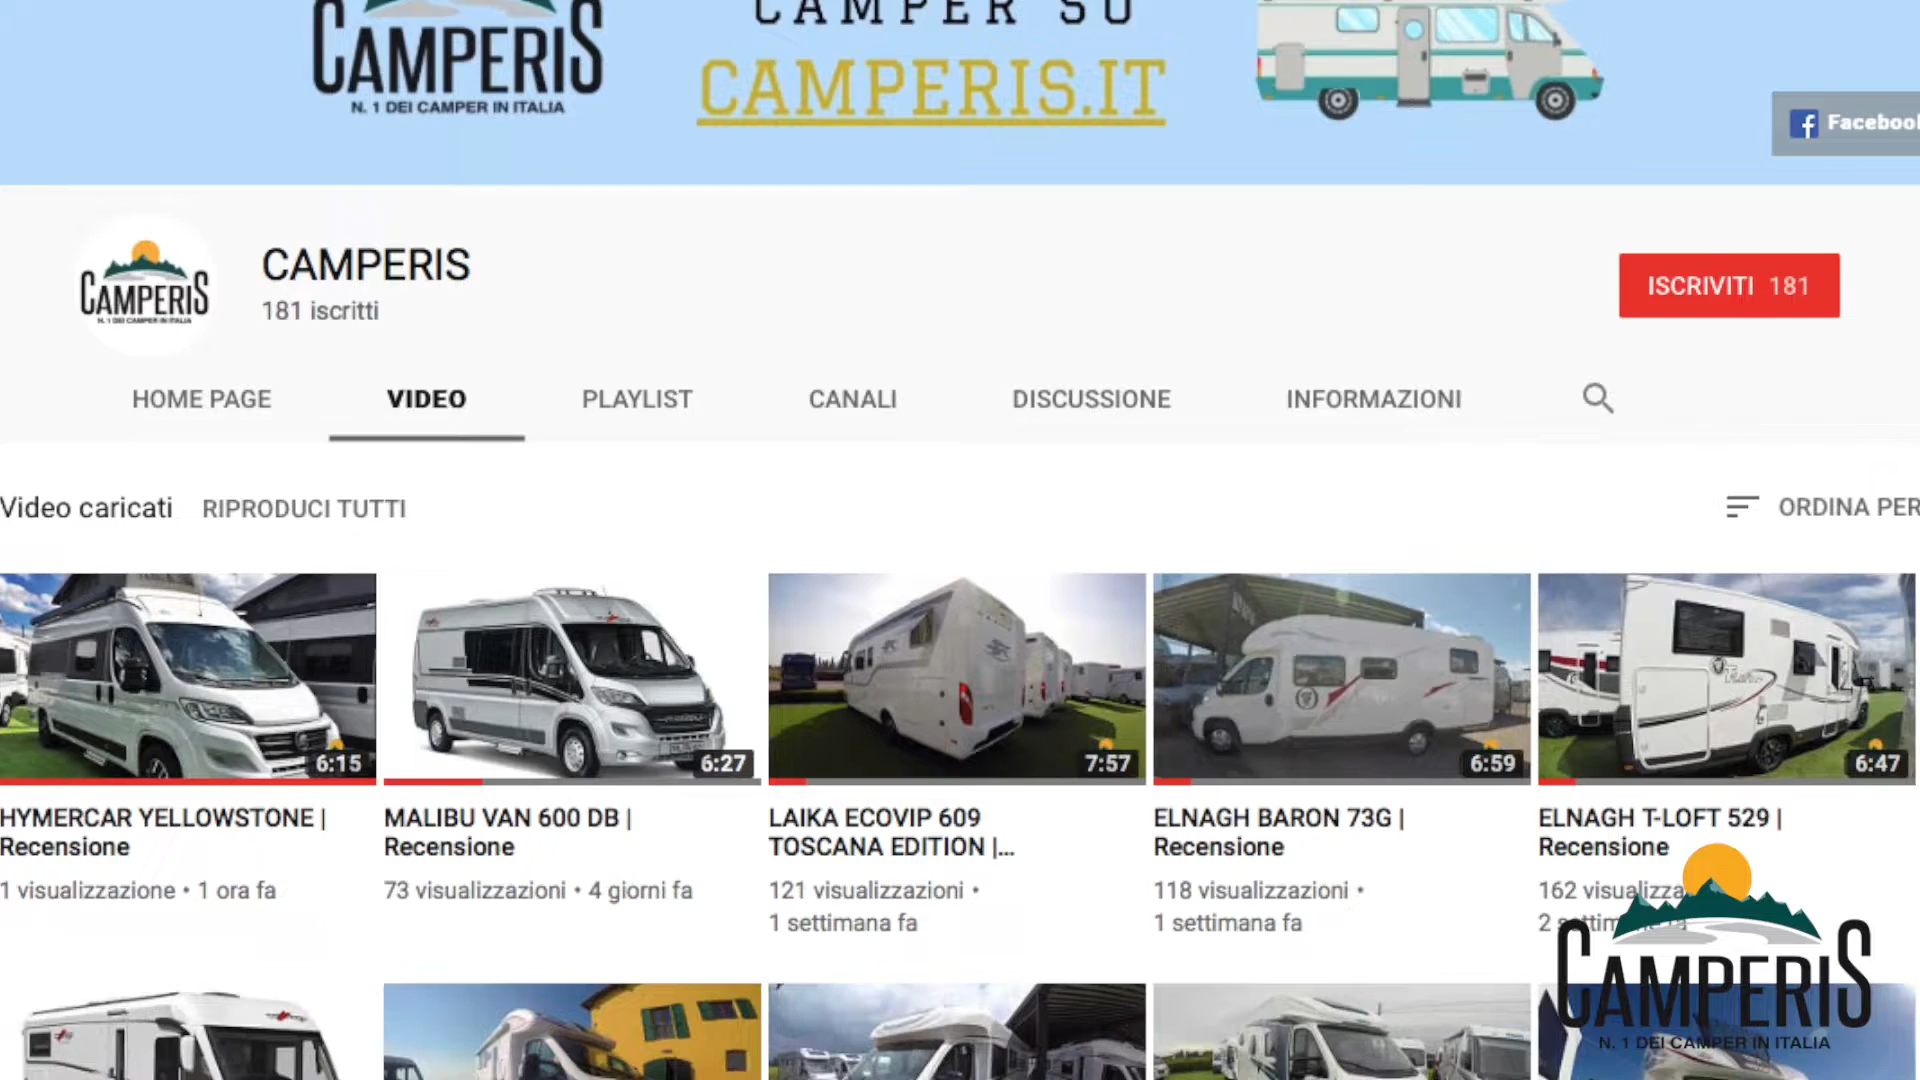 CAMPERIS
N. 1 DEI CAMPER IN ITALIA
CAMPER SU
CAMPERIS.IT
Facebook
CAMPERIS
N. 1 DEI CAMPER IN ITALIA
CAMPERIS
181 iscritti
ISCRIVITI 181
HOME PAGE VIDEO PLAYLIST CANALI DISCUSSIONE INFORMAZIONI
Video caricati RIPRODUCI TUTTI
ORDINA PER
6:15 6:27 7:57 6:59 6:47
HYMERCAR YELLOWSTONE |
Recensione
1 visualizzazione • 1 ora fa
MALIBU VAN 600 DB |
Recensione
73 visualizzazioni • 4 giorni fa
LAIKA ECOVIP 609
TOSCANA EDITION |...
121 visualizzazioni •
1 settimana fa
ELNAGH BARON 73G |
Recensione
118 visualizzazioni •
1 settimana fa
ELNAGH T-LOFT 529 |
Recensione
162 visualizza
2
CAMPERIS
N. 1 DEI CAMPER IN ITALIA